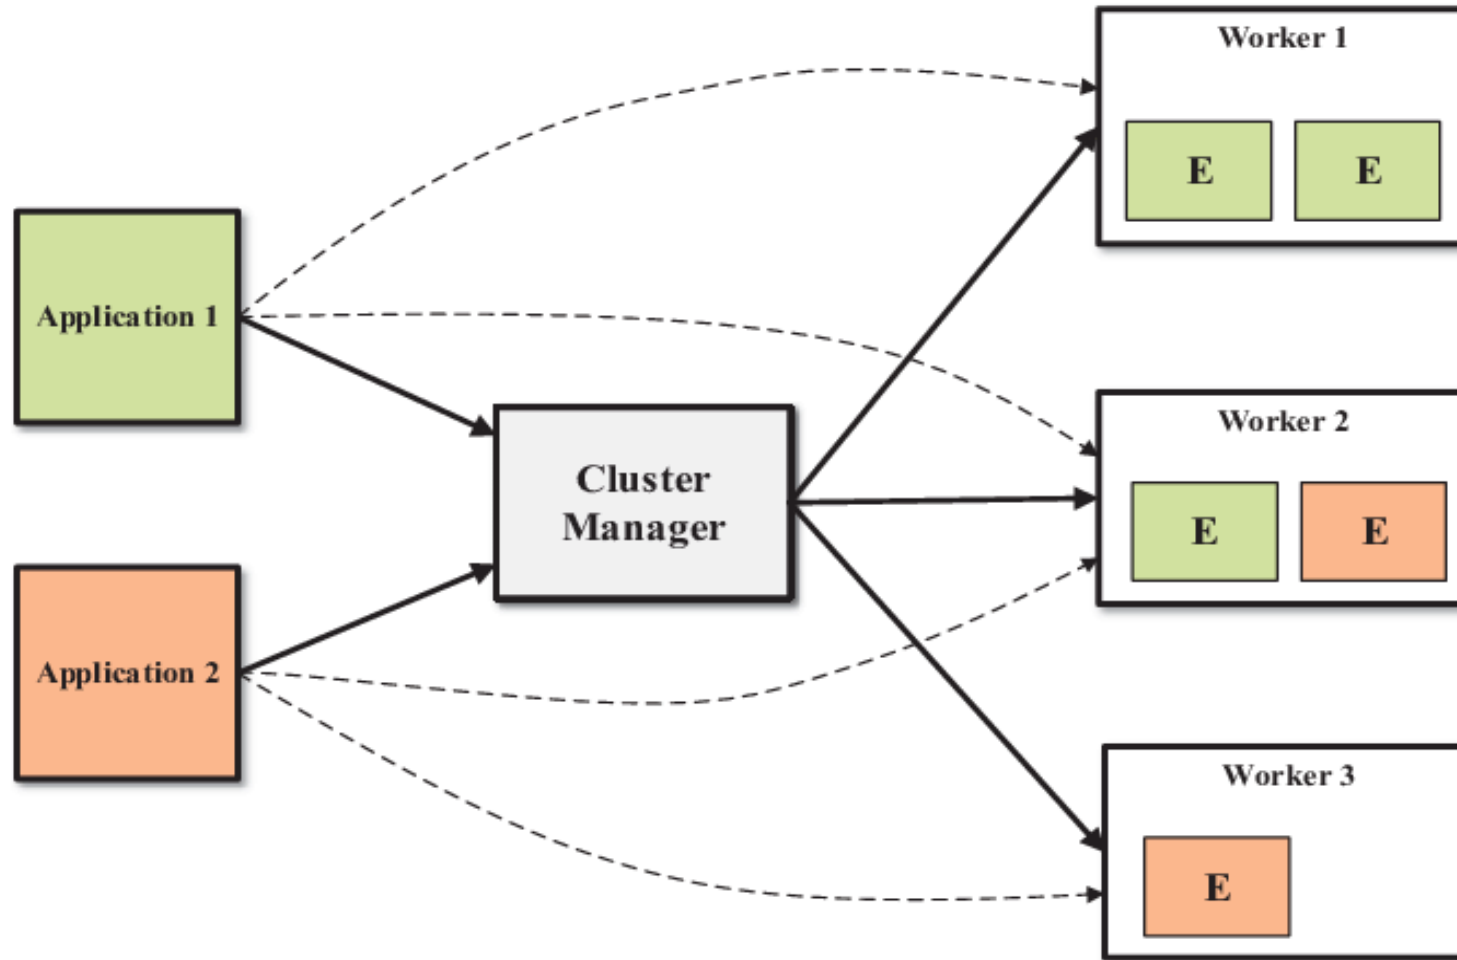 Worker 1
E E
Application 1
Worker 2
Cluster
Manager
E E
Application 2
Worker 3
E